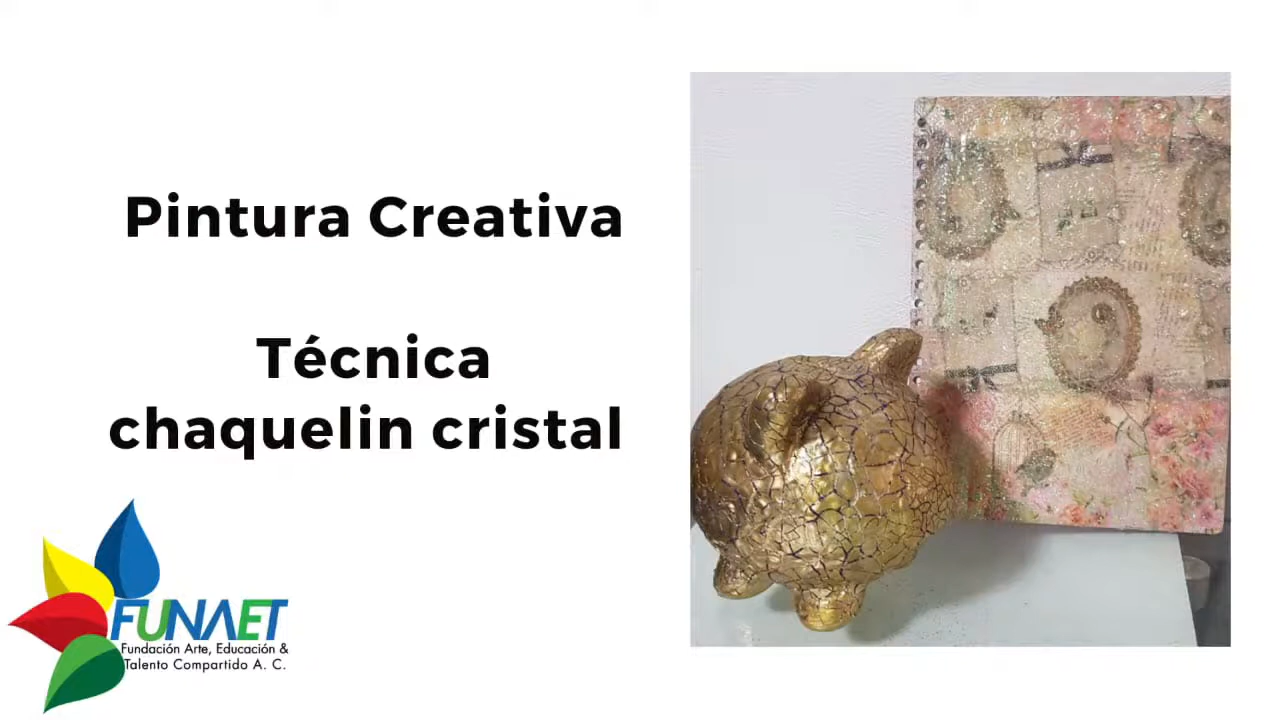 Pintura Creativa
Técnica
chaquelin cristal
FUNAET
Fundación Arte, Educación &
Talento Compartido A. C.